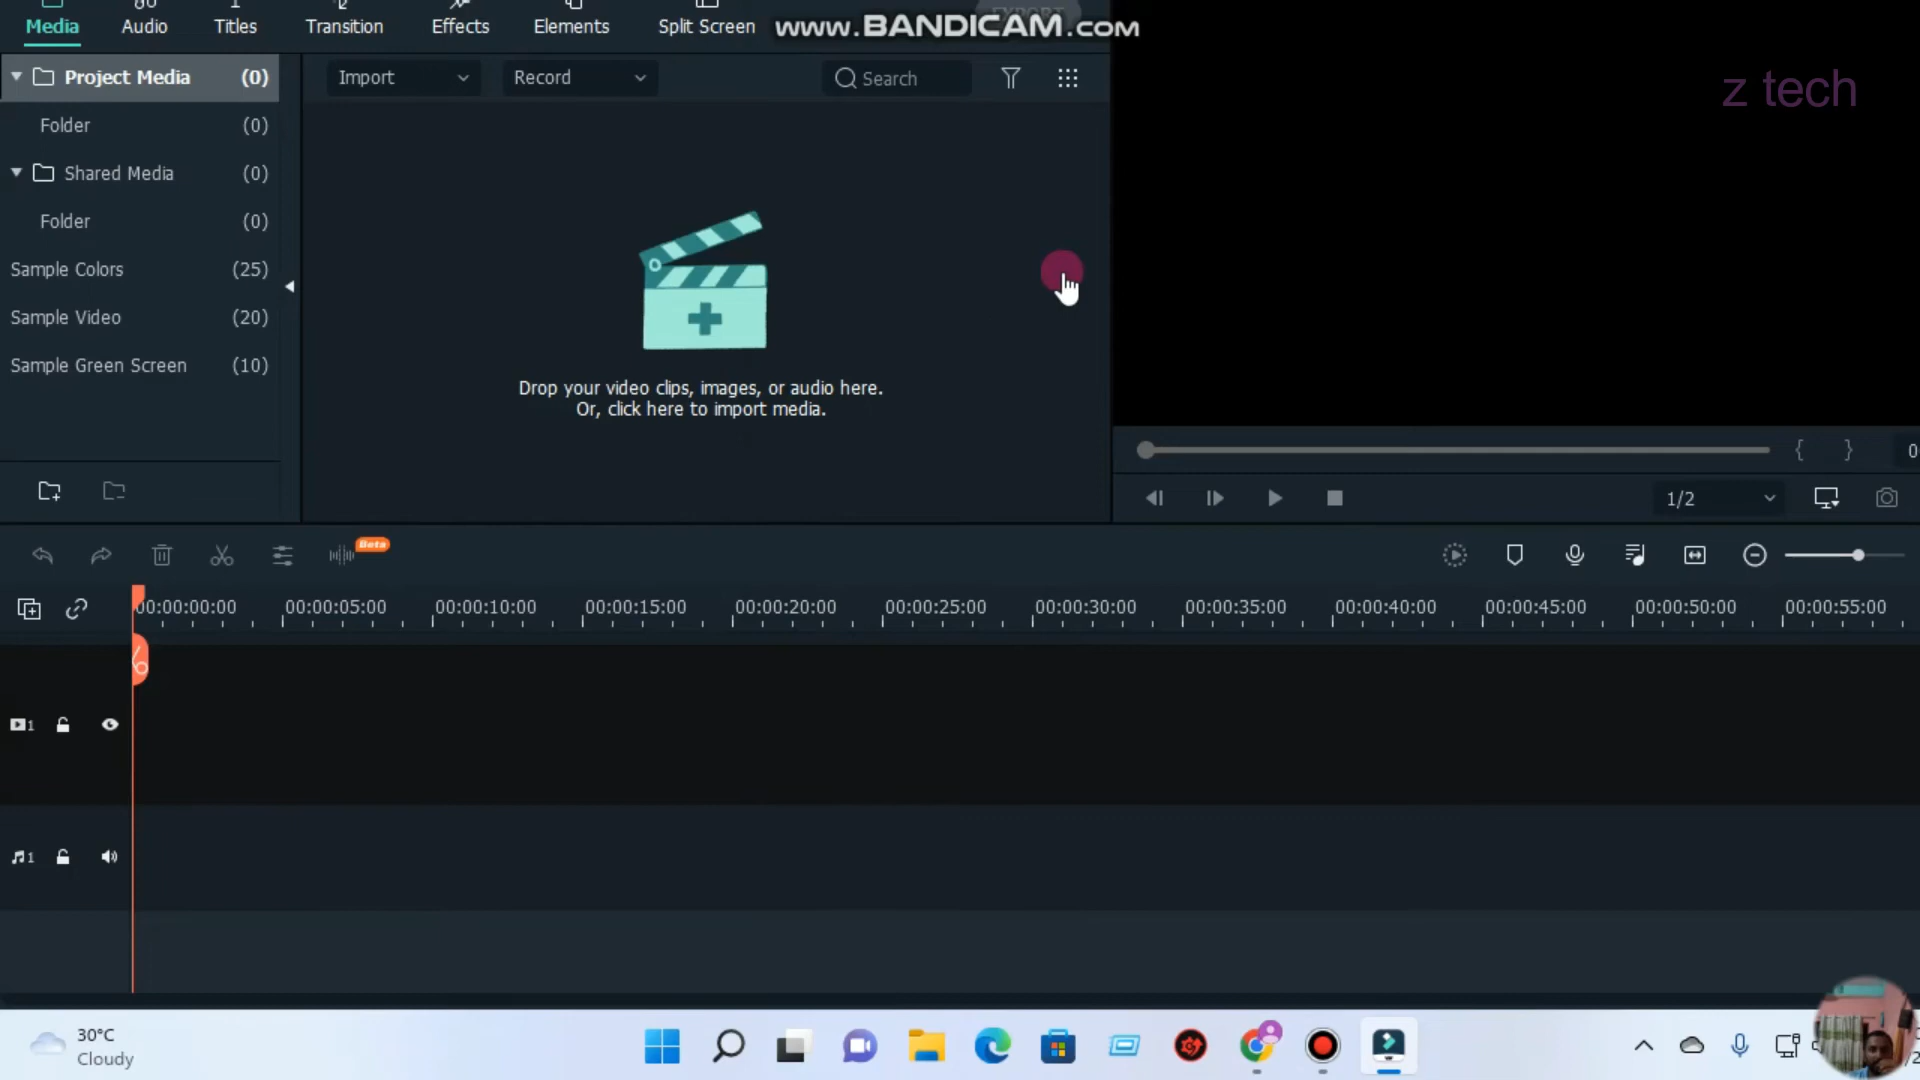 Media Audio Titles Transition Effects Elements Split Screen
www.BANDICAM.com
z tech
Project Media (0)
Import Record Search
Folder (0)
Shared Media (0)
Folder (0)
Sample Colors (25)
Sample Video (20)
Sample Green Screen (10)
Drop your video clips, images, or audio here.
Or, click here to import media.
{ }
1/2
Beta
00:00:00:00 00:00:05:00 00:00:10:00 00:00:15:00 00:00:20:00 00:00:25:00 00:00:30:00 00:00:35:00 00:00:40:00 00:00:45:00 00:00:50:00 00:00:55:00
1
1
30°C
Cloudy